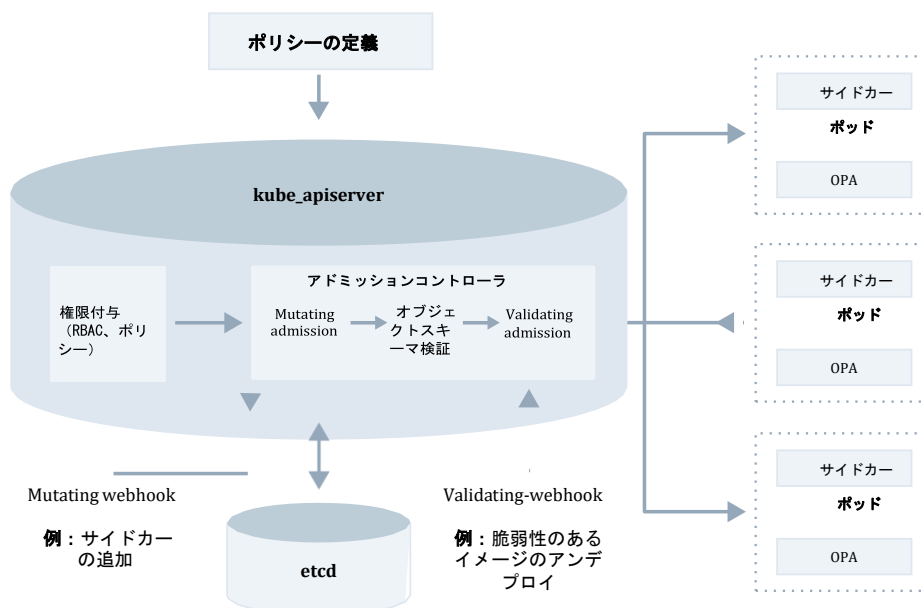 ポリシーの定義
kube_apiserver
権限付与
（RBAC、ポリ
シー）
アドミッションコントローラ
Mutating
admission
オブジェ
クトスキ
ーマ検証
Validating
admission
Mutating webhook
例：サイドカー
の追加
etcd
Validating-webhook
例：脆弱性のある
イメージのアンデ
プロイ
サイドカー
ポッド
OPA
サイドカー
ポッド
OPA
サイドカー
ポッド
OPA